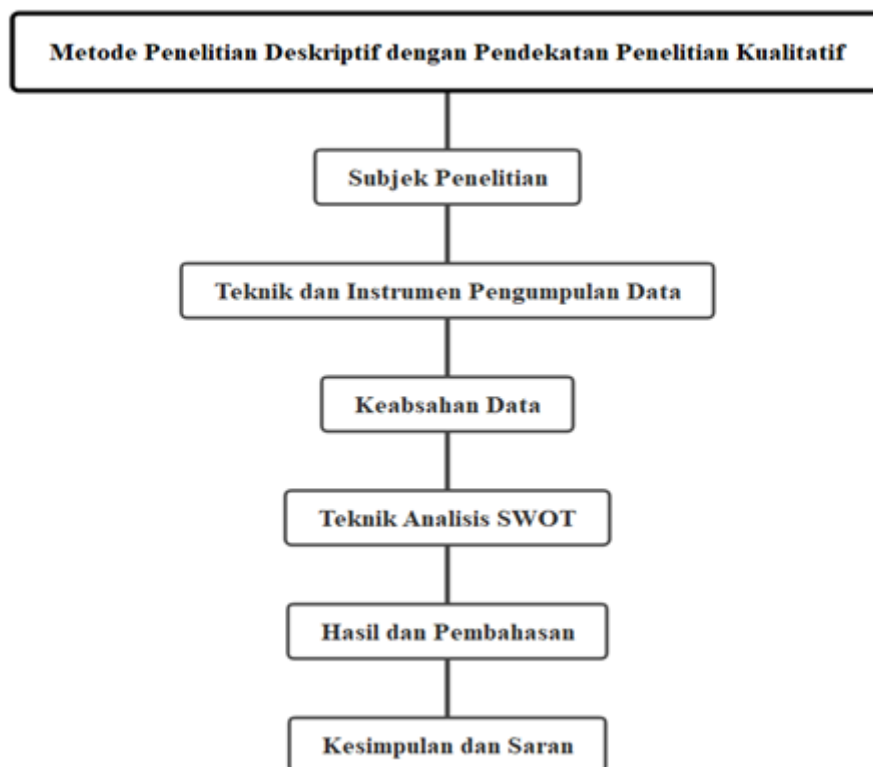 Metode Penelitian Deskriptif dengan Pendekatan Penelitian Kualitatif
Subjek Penelitian
Teknik dan Instrumen Pengumpulan Data
Keabsahan Data
Teknik Analisis SWOT
Hasil dan Pembahasan
Kesimpulan dan Saran